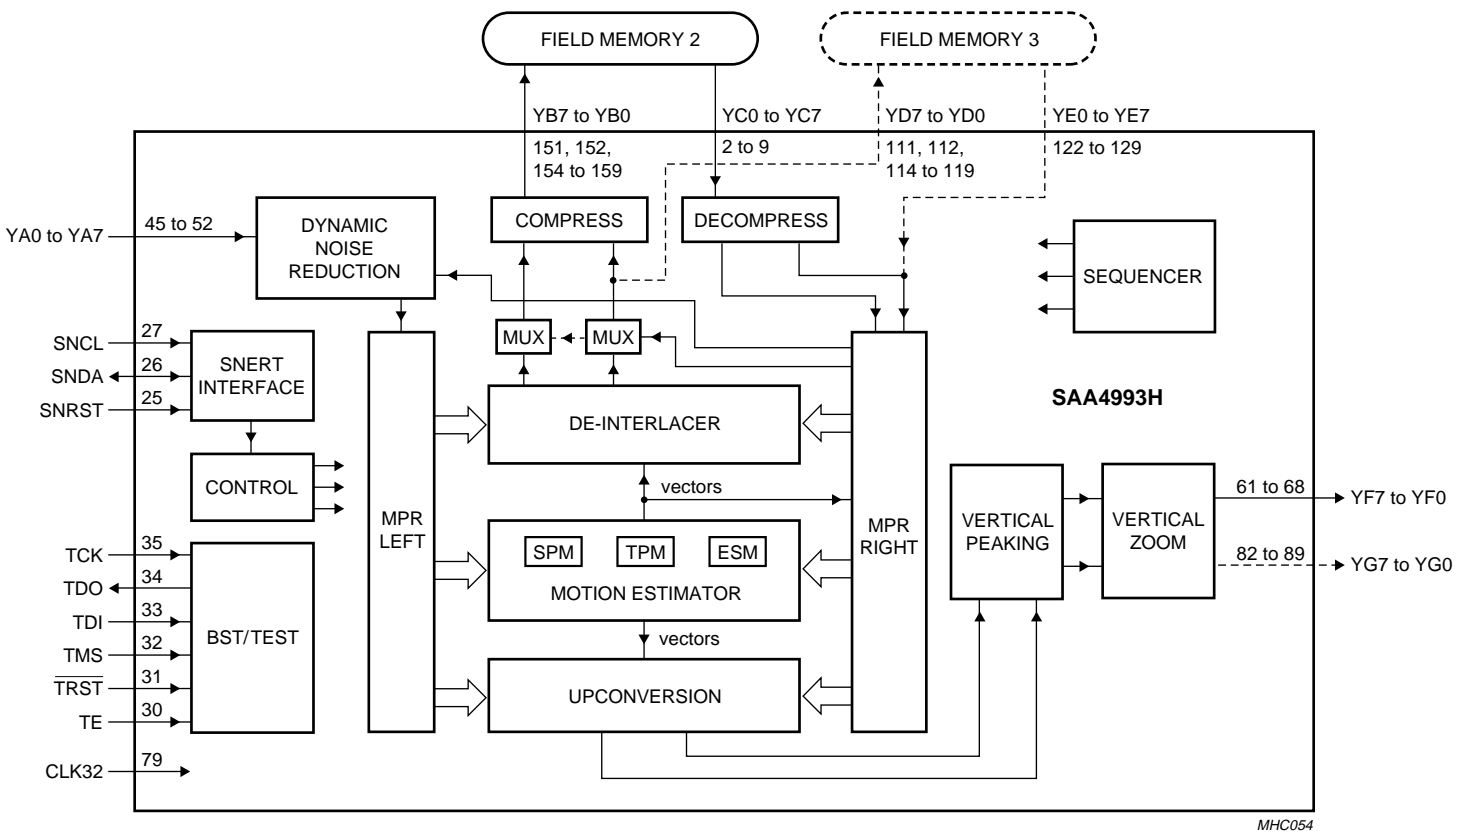 FIELD MEMORY 2
FIELD MEMORY 3
YB7 to YB0
YC0 to YC7
YD7 to YD0
YE0 to YE7
151, 152,
154 to 159
2 to 9
111, 112,
114 to 119
122 to 129
YA0 to YA7
45 to 52
DYNAMIC
NOISE
REDUCTION
COMPRESS
DECOMPRESS
SEQUENCER
SNCL
27
SNDA
26
SNRST
25
SNERT
INTERFACE
MUX
MUX
SAA4993H
DE-INTERLACER
CONTROL
vectors
MPR
LEFT
MPR
RIGHT
SPM
TPM
ESM
MOTION ESTIMATOR
VERTICAL
PEAKING
VERTICAL
ZOOM
61 to 68
YF7 to YF0
82 to 89
YG7 to YG0
TCK
35
TDO
34
TDI
33
TMS
32
TRST
31
TE
30
BST/TEST
vectors
UPCONVERSION
CLK32
79
MHC054